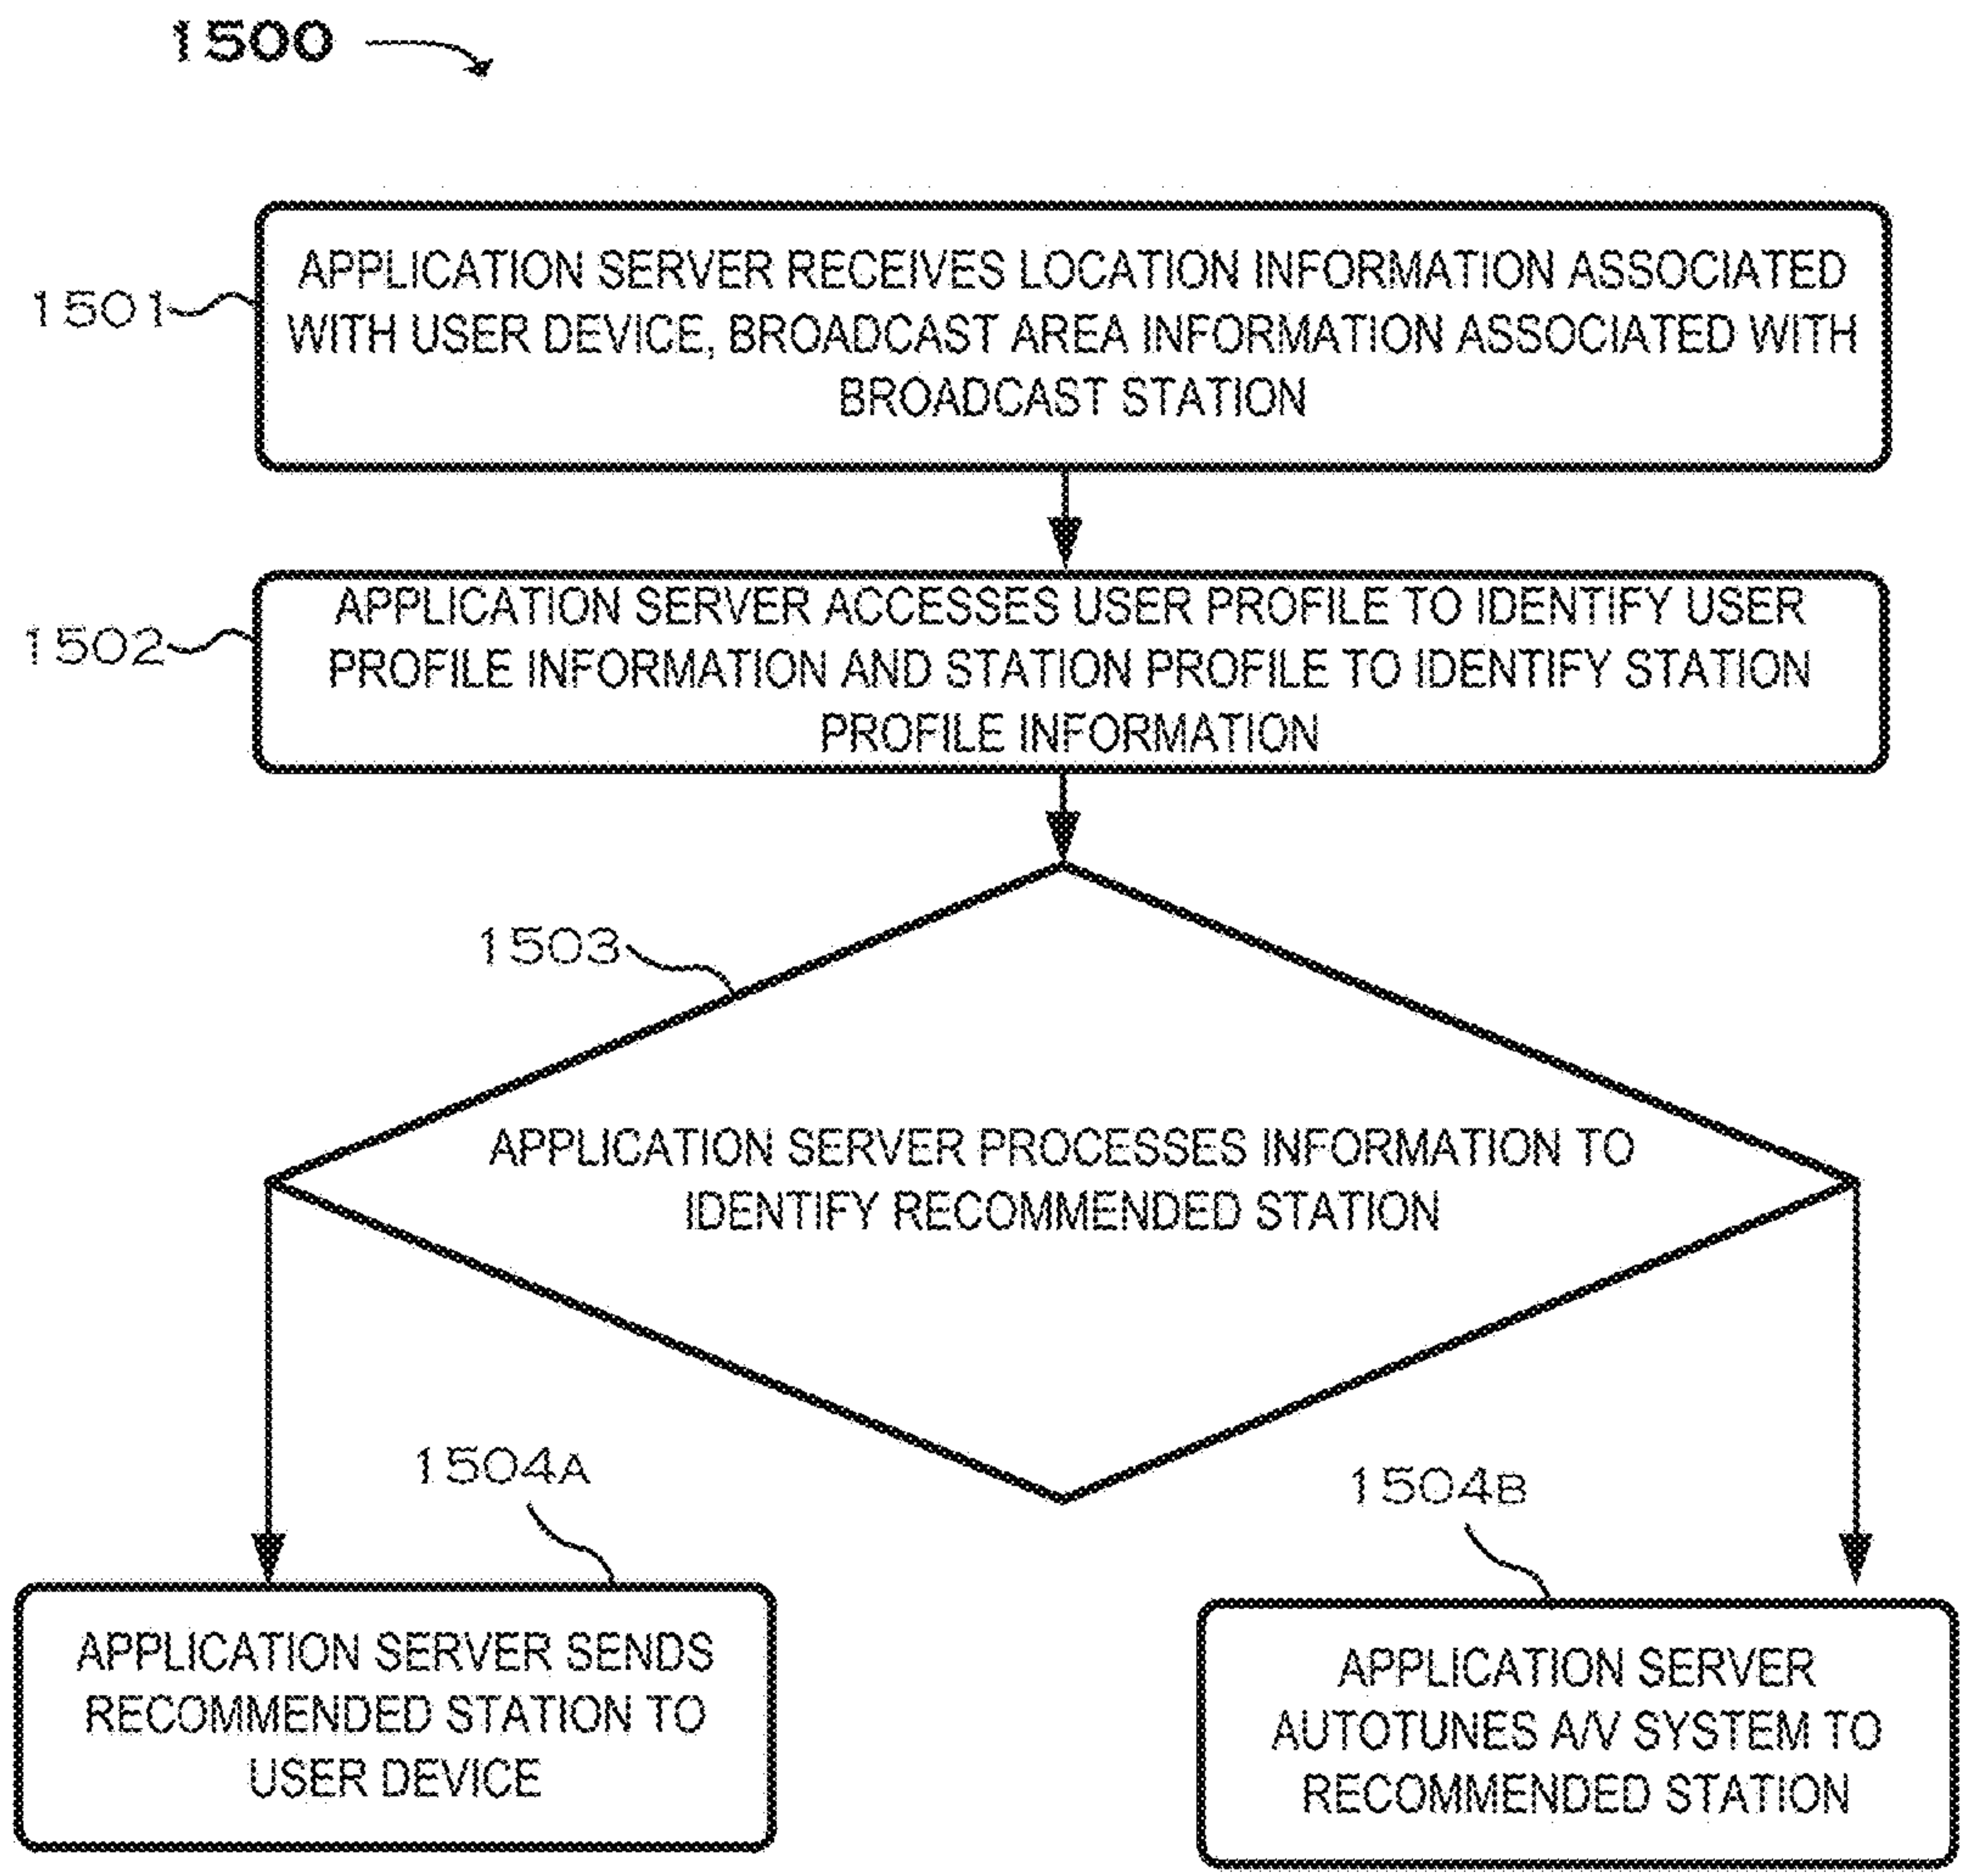 1500
1501
APPLICATION SERVER RECEIVES LOCATION INFORMATION ASSOCIATED
WITH USER DEVICE, BROADCAST AREA INFORMATION ASSOCIATED WITH
BROADCAST STATION
1502
APPLICATION SERVER ACCESSES USER PROFILE TO IDENTIFY USER
PROFILE INFORMATION AND STATION PROFILE TO IDENTIFY STATION
PROFILE INFORMATION
1503
APPLICATION SERVER PROCESSES INFORMATION TO
IDENTIFY RECOMMENDED STATION
1504A
APPLICATION SERVER SENDS
RECOMMENDED STATION TO
USER DEVICE
1504B
APPLICATION SERVER
AUTOTUNES A/V SYSTEM TO
RECOMMENDED STATION